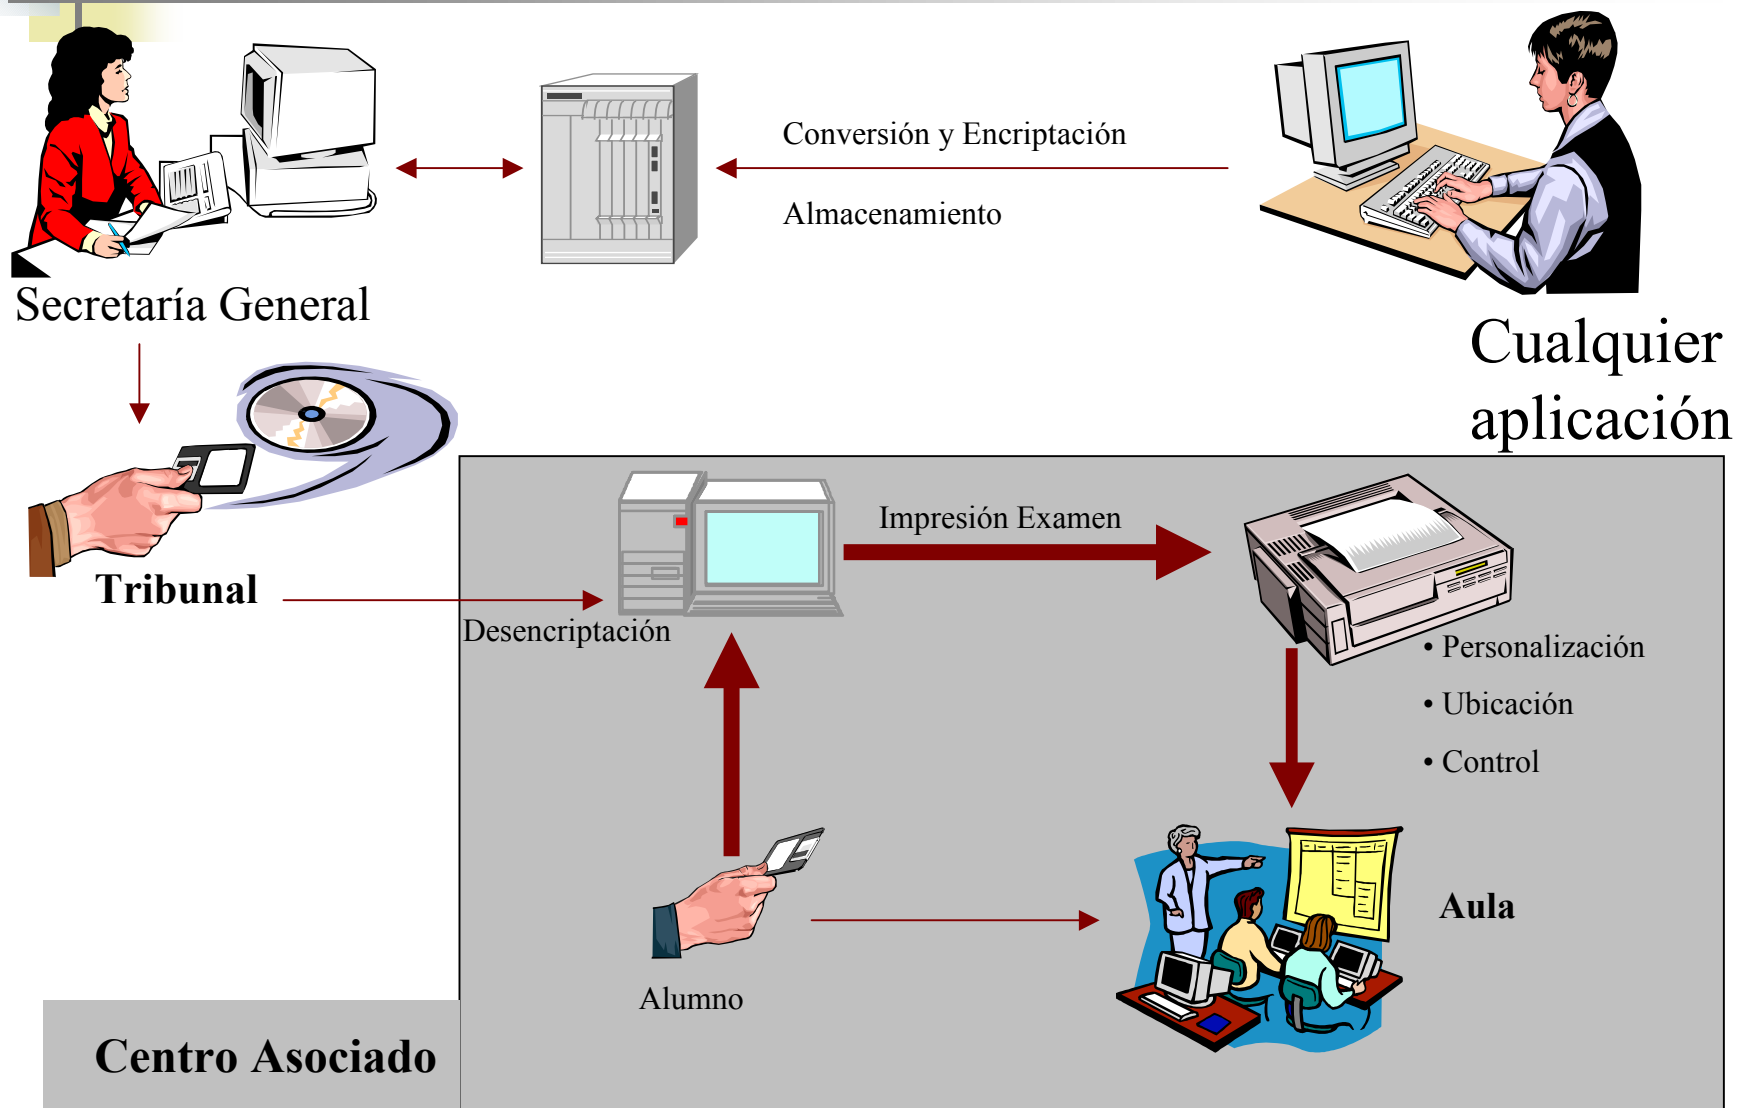 Conversión y Encriptación
Almacenamiento
Secretaría General
Cualquier
aplicación
Impresión Examen
Tribunal
Desencriptación
• Personalización
• Ubicación
• Control
Aula
Alumno
Centro Asociado